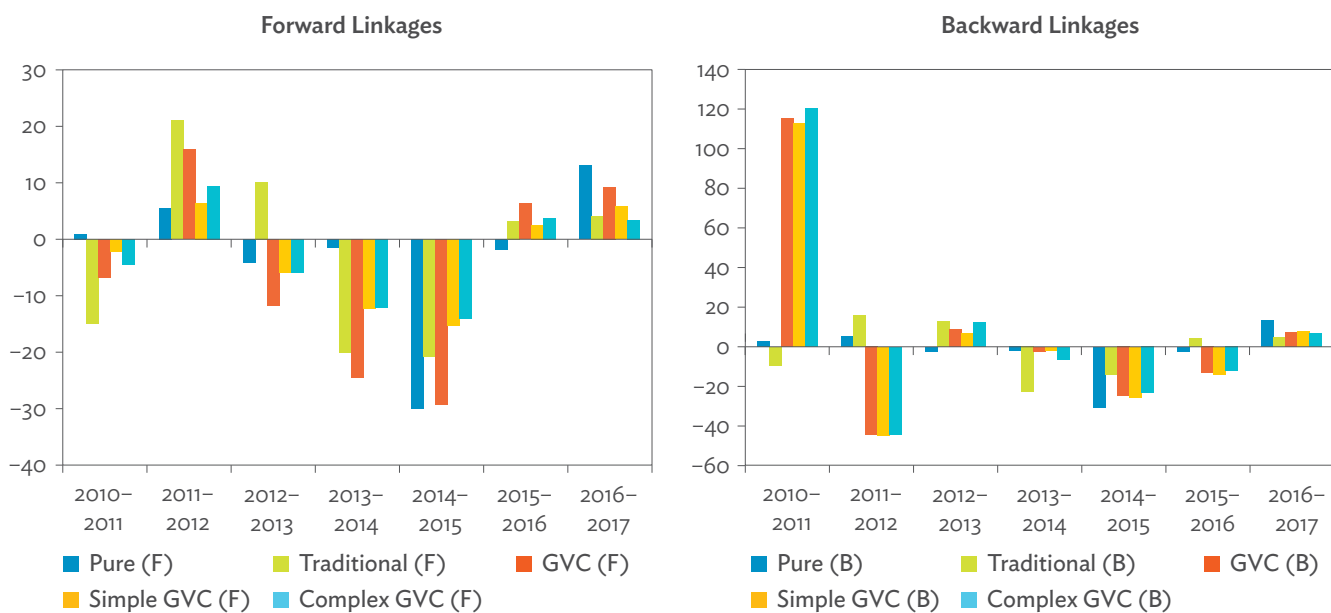 Forward Linkages
30
20
10
0
−10
−20
−30
−40
2010– 2011– 2012– 2013– 2014– 2015– 2016–
2011 2012 2013 2014 2015 2016 2017
Pure (F) Traditional (F) GVC (F)
Simple GVC (F) Complex GVC (F)
Backward Linkages
140
120
100
80
60
40
20
0
−20
−40
−60
2010– 2011– 2012– 2013– 2014– 2015– 2016–
2011 2012 2013 2014 2015 2016 2017
Pure (B) Traditional (B) GVC (B)
Simple GVC (B) Complex GVC (B)